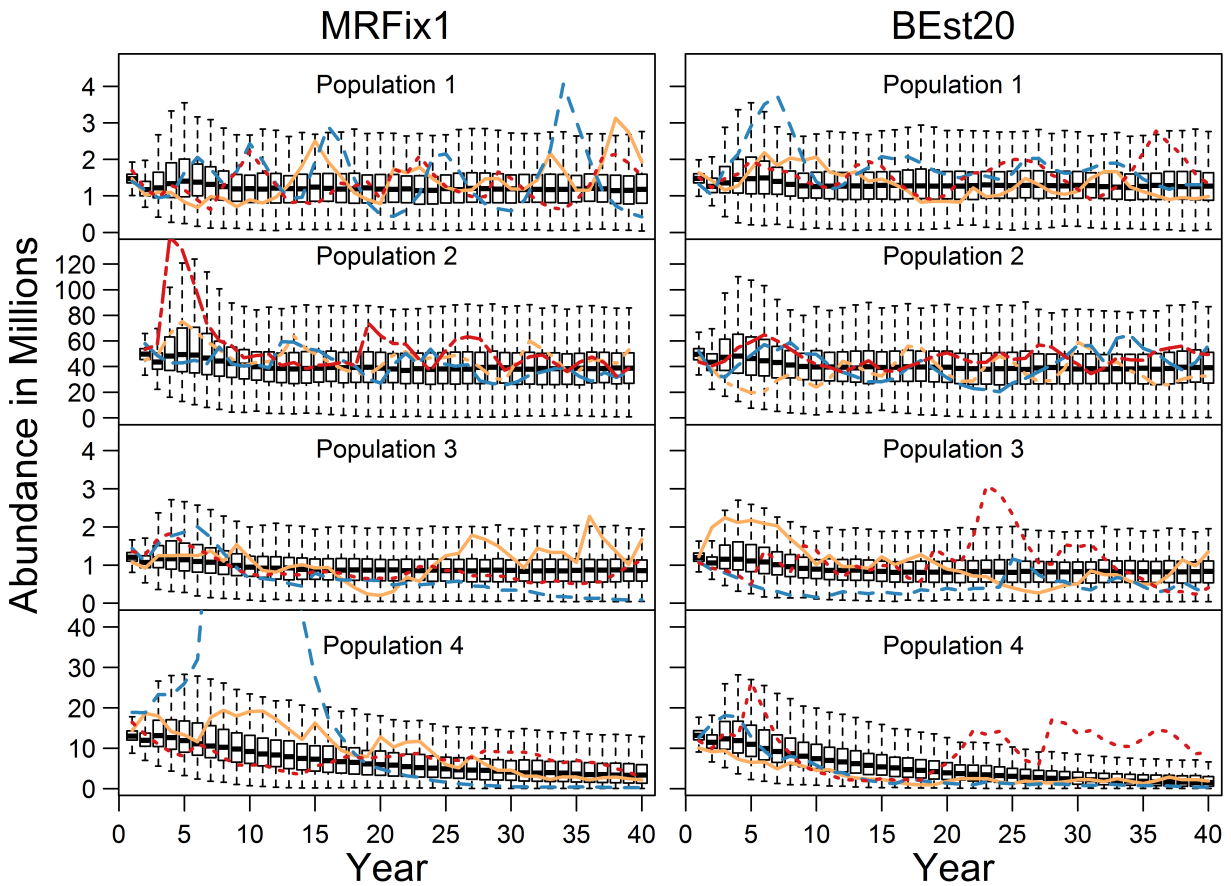 MRFix1 BEst20
Abundance in Millions
Population 1 Population 1
4
3
2
1
0
Population 2 Population 2
120
100
80
60
40
20
0
Population 3 Population 3
4
3
2
1
0
Population 4 Population 4
40
30
20
10
0
0 5 10 15 20 25 30 35 40 0 5 10 15 20 25 30 35 40
Year Year